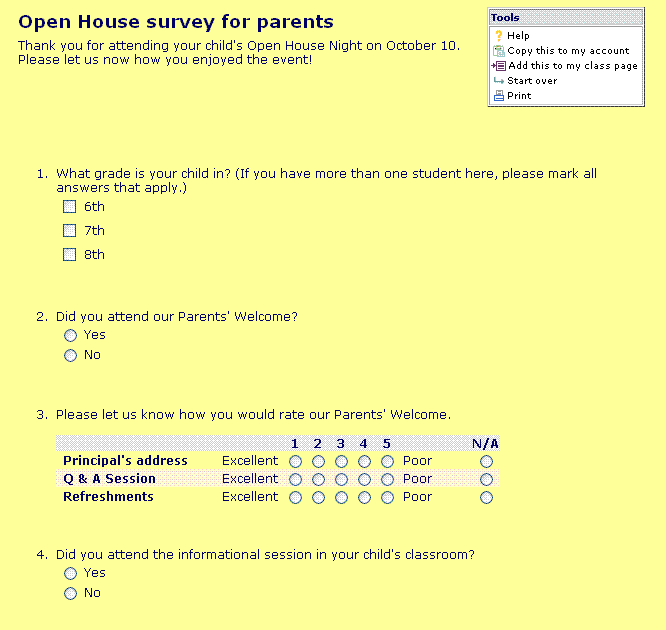 Open House survey for parents
Thank you for attending your child's Open House Night on October 10.
Please let us now how you enjoyed the event!
Tools
Help
Copy this to my account
Add this to my class page
Start over
Print
1. What grade is your child in? (If you have more than one student here, please mark all
answers that apply.)
6th
7th
8th
2. Did you attend our Parents' Welcome?
Yes
No
3. Please let us know how you would rate our Parents' Welcome.
1 2 3 4 5 N/A
Principal's address Excellent Poor
Q & A Session Excellent Poor
Refreshments Excellent Poor
4. Did you attend the informational session in your child's classroom?
Yes
No